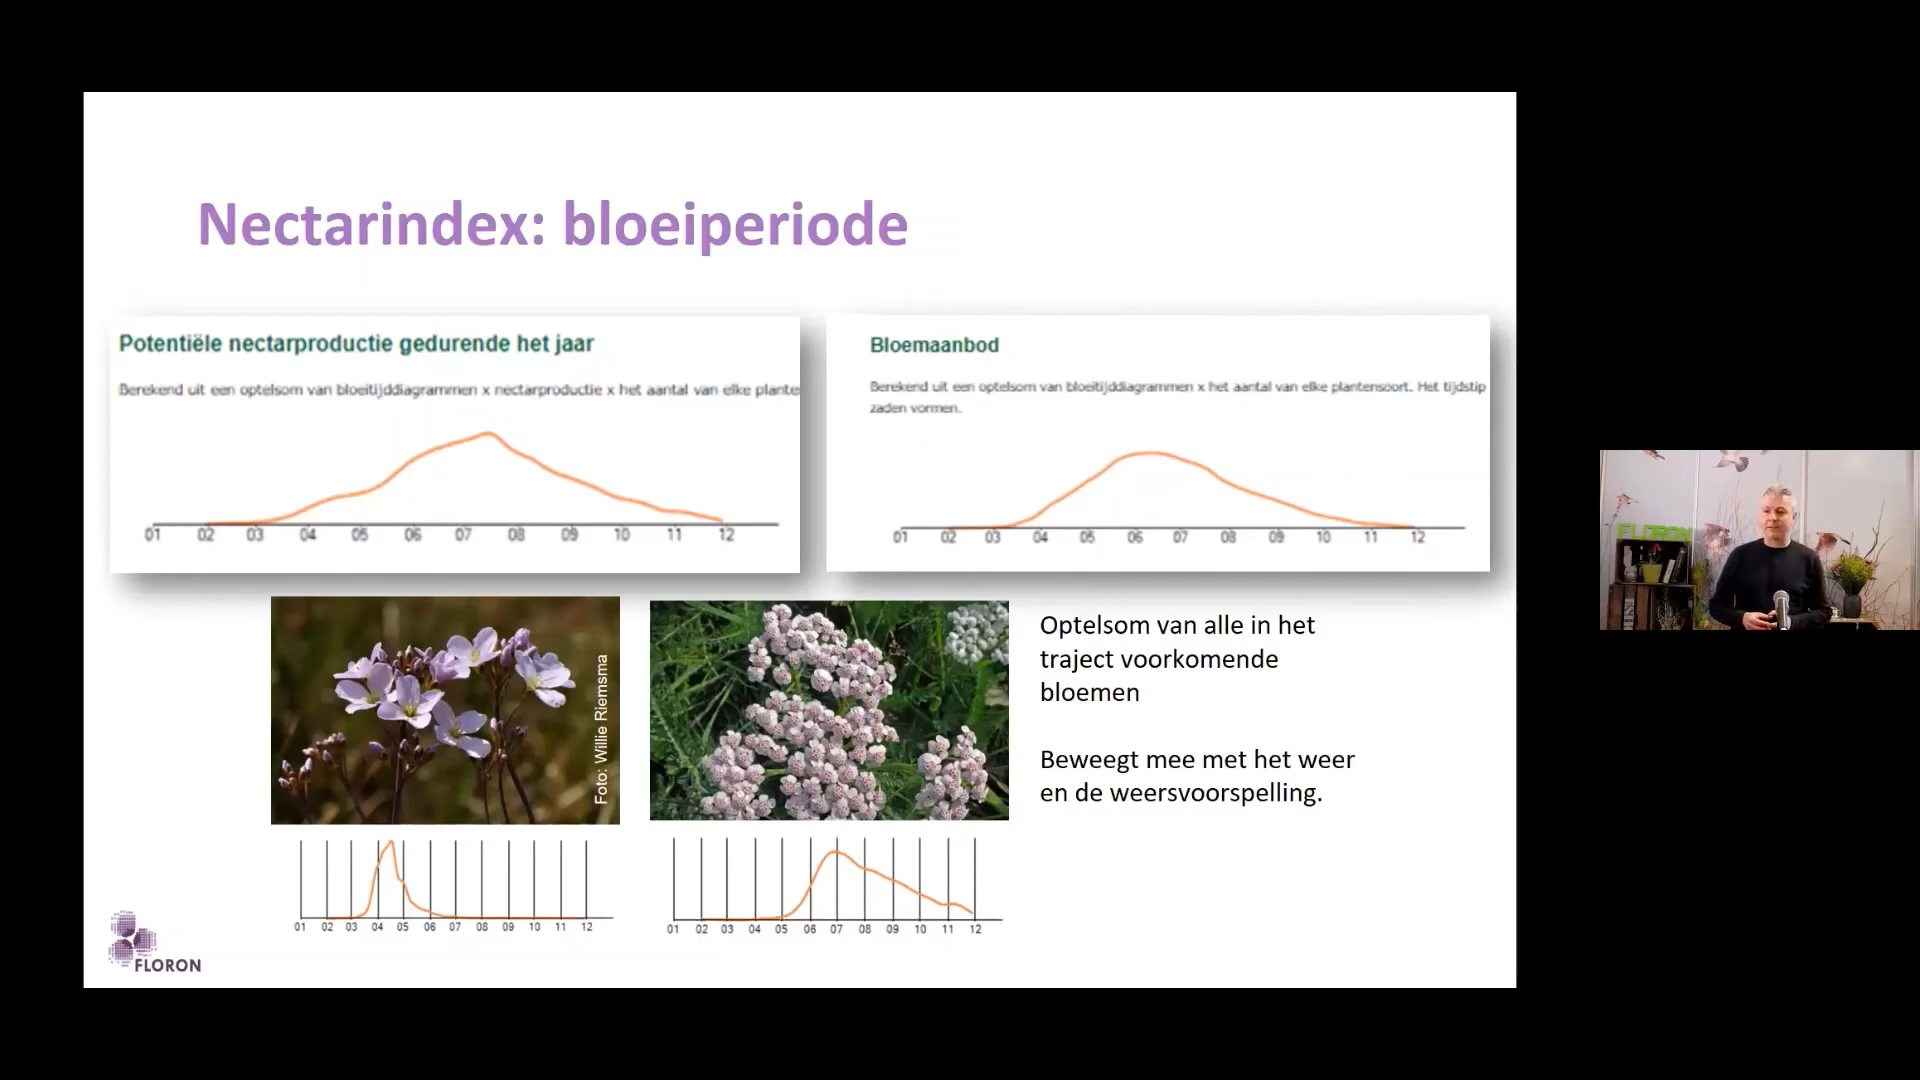 Nectarindex: bloeiperiode
Potentiële nectarproductie gedurende het jaar
Berekend uit een optelsom van bloeitijddiagrammen x nectarproductie x het aantal van elke plante
01 02 03 04 05 06 07 08 09 10 11 12
Bloemaanbod
Berekend uit een optelsom van bloeitijddiagrammen x het aantal van elke plantensoort. Het tijdstip
zaden vormen.
01 02 03 04 05 06 07 08 09 10 11 12
Foto: Willie Riemsma
Optelsom van alle in het
traject voorkomende
bloemen
Beweegt mee met het weer
en de weersvoorspelling.
01 02 03 04 05 06 07 08 09 10 11 12
01 02 03 04 05 06 07 08 09 10 11 12
FLORON
FLORON